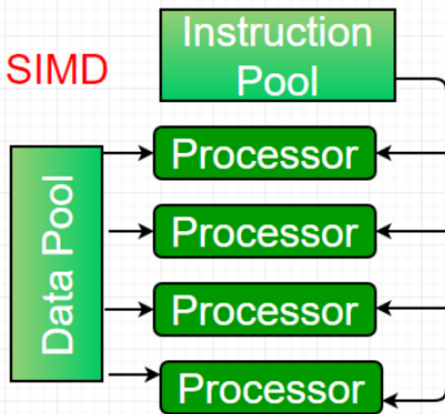 Instruction
Pool
SIMD
Processor
Data Pool
Processor
Processor
Processor